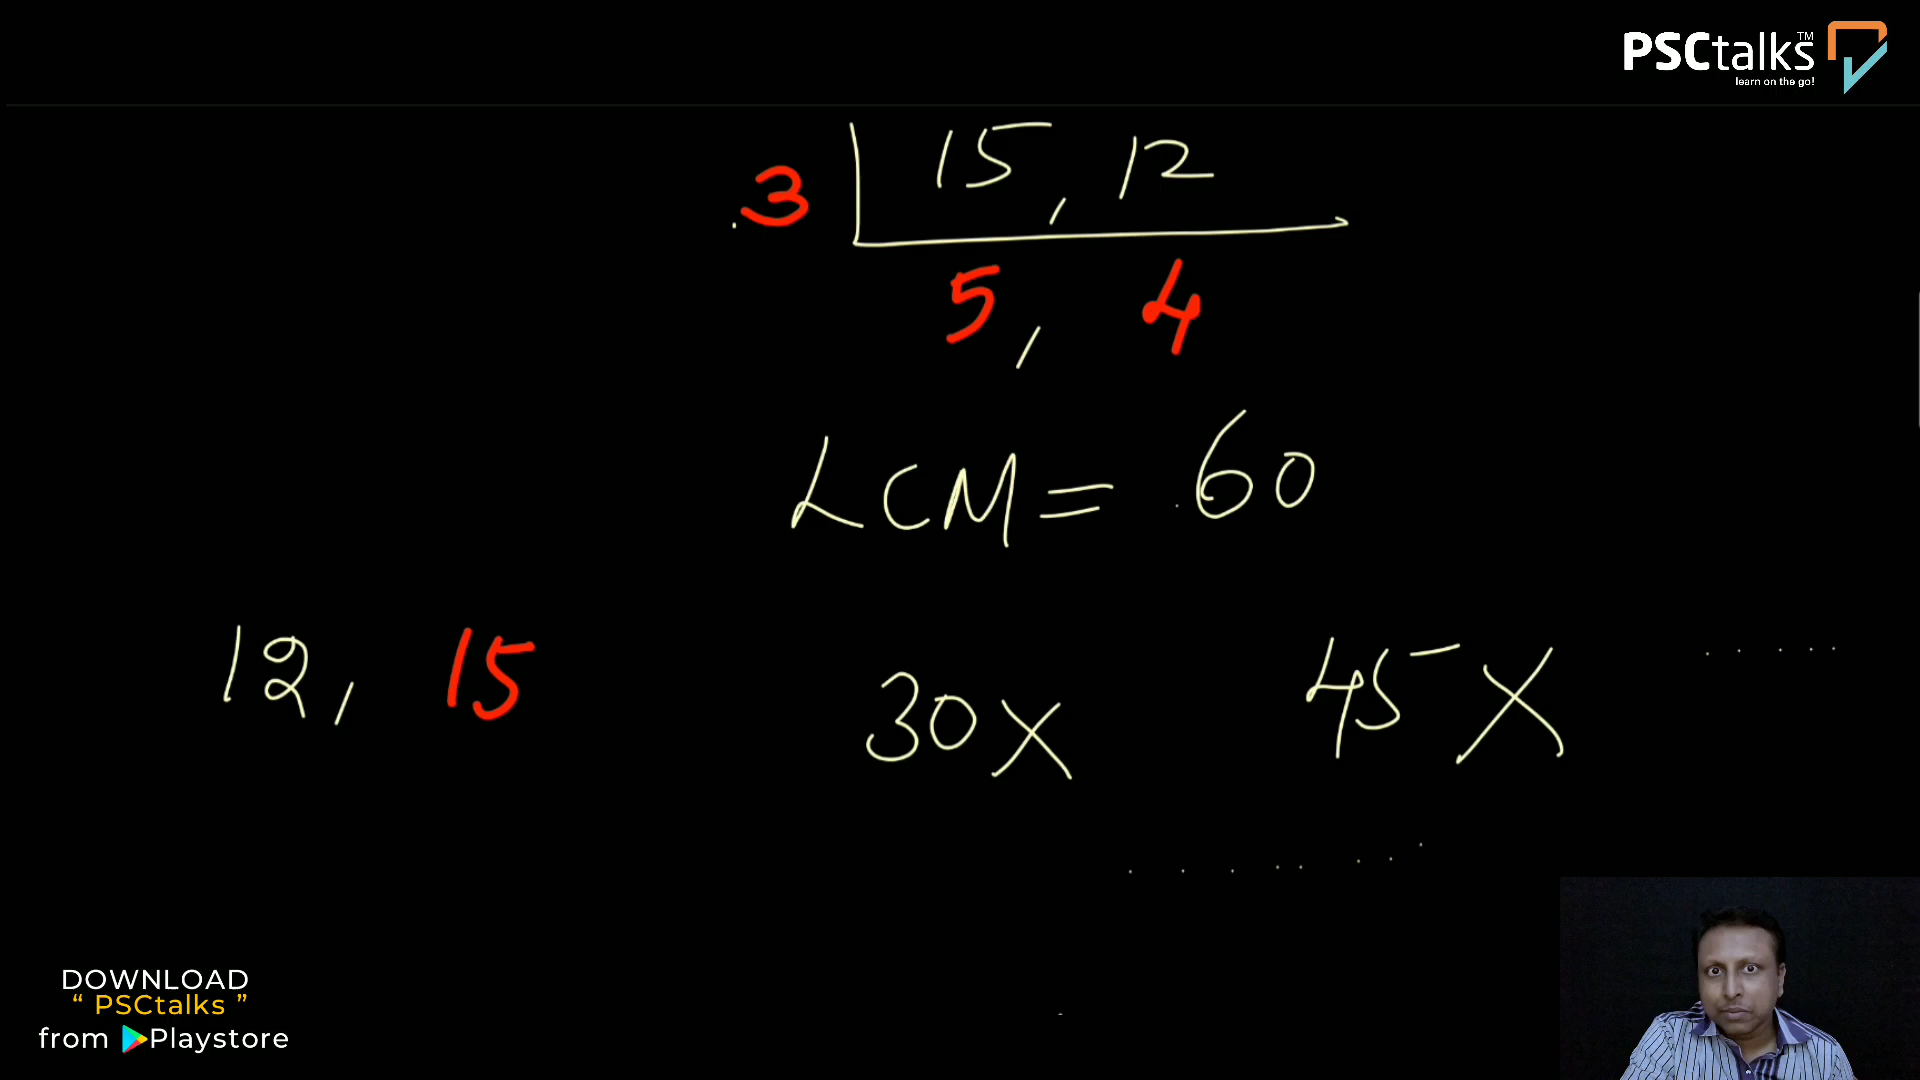 PSCtalks™
learn on the go!
3 | 15, 12
5, 4
LCM = 60
12, 15 30X 45X .....
DOWNLOAD
“ PSCtalks ”
from Playstore